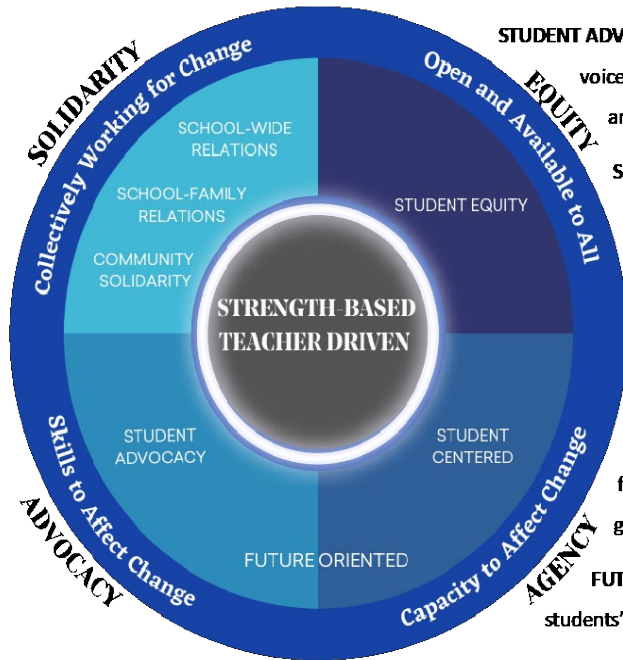 SOLIDARITY
Collectively Working for Change
SCHOOL-WIDE
RELATIONS
SCHOOL-FAMILY
RELATIONS
COMMUNITY
SOLIDARITY
EQUITY
Open and Available to All
STUDENT EQUITY
STRENGTH-BASED
TEACHER DRIVEN
ADVOCACY
Skills to Affect Change
STUDENT
ADVOCACY
AGENCY
Capacity to Affect Change
STUDENT
CENTERED
FUTURE ORIENTED
STUDENT ADV
voice
S
f
g
FUT
students'